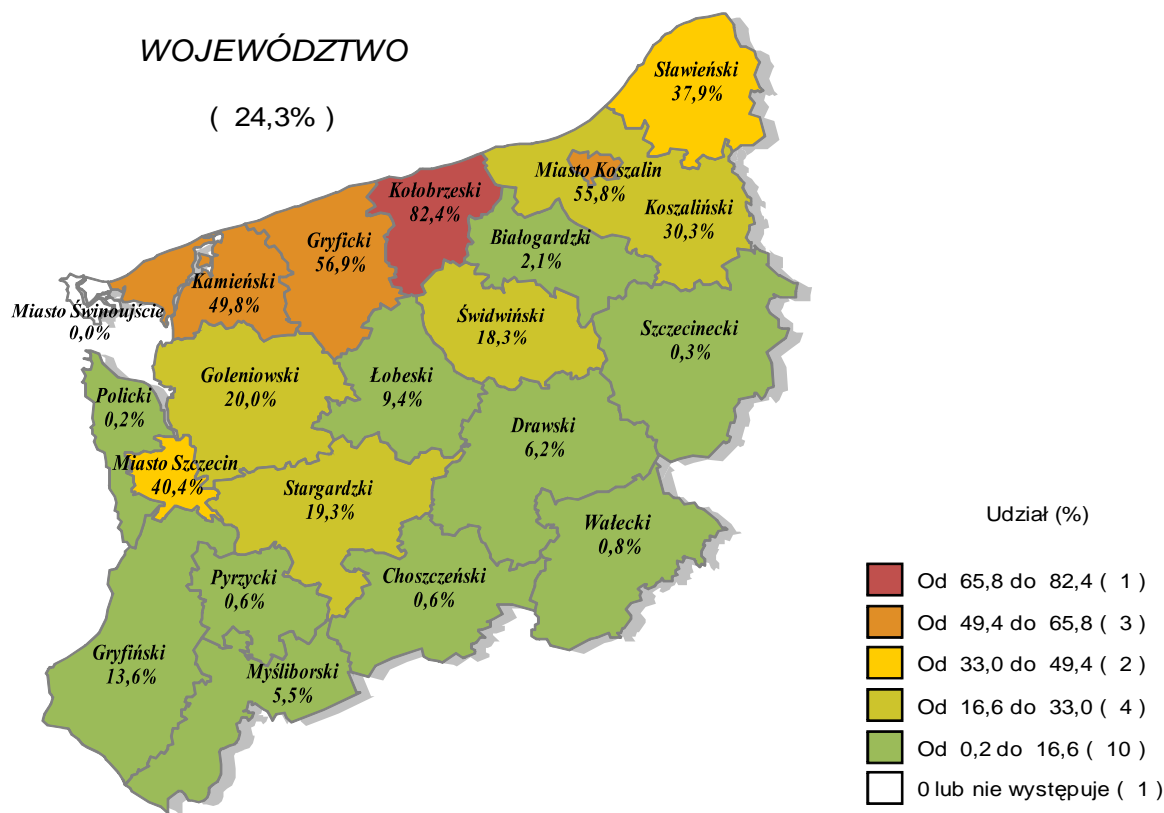 WOJEWÓDZTWO
( 24,3% )
Sławieński
37,9%
Miasto Koszalin
55,8%
Kołobrzeski
82,4%
Koszaliński
30,3%
Białogardzki
2,1%
Gryficki
56,9%
Kamieński
49,8%
Miasto Świnoujście
0,0%
Świdwiński
18,3%
Szczecinecki
0,3%
Goleniowski
20,0%
Łobeski
9,4%
Policki
0,2%
Drawski
6,2%
Miasto Szczecin
40,4%
Stargardzki
19,3%
Wałecki
0,8%
Pyrzycki
0,6%
Choszczeński
0,6%
Gryfiński
13,6%
Myśliborski
5,5%
Udział (%)
Od 65,8 do 82,4 ( 1 )
Od 49,4 do 65,8 ( 3 )
Od 33,0 do 49,4 ( 2 )
Od 16,6 do 33,0 ( 4 )
Od 0,2 do 16,6 ( 10 )
0 lub nie występuje ( 1 )